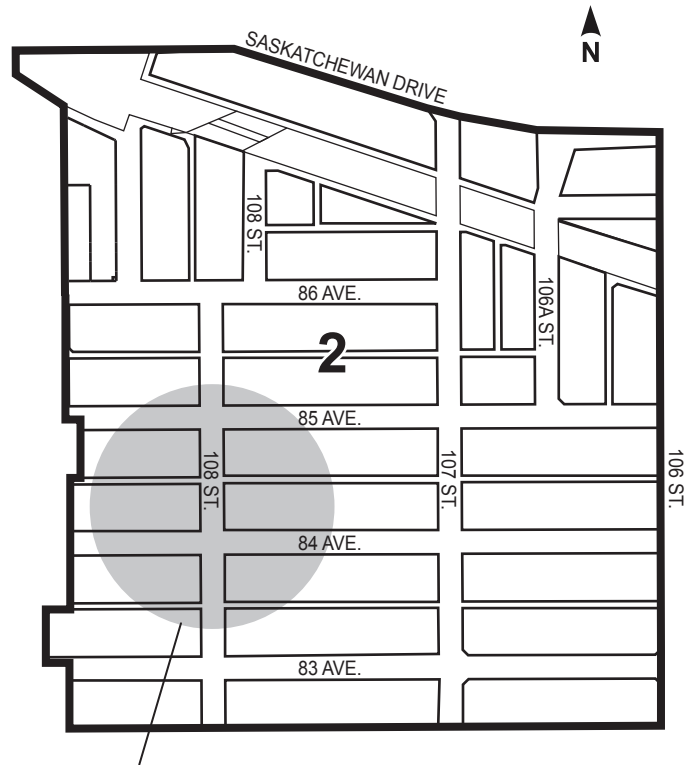 N
SASKATCHEWAN DRIVE
108 ST.
86 AVE.
106A ST.
2
85 AVE.
108 ST.
107 ST.
106 ST.
84 AVE.
83 AVE.